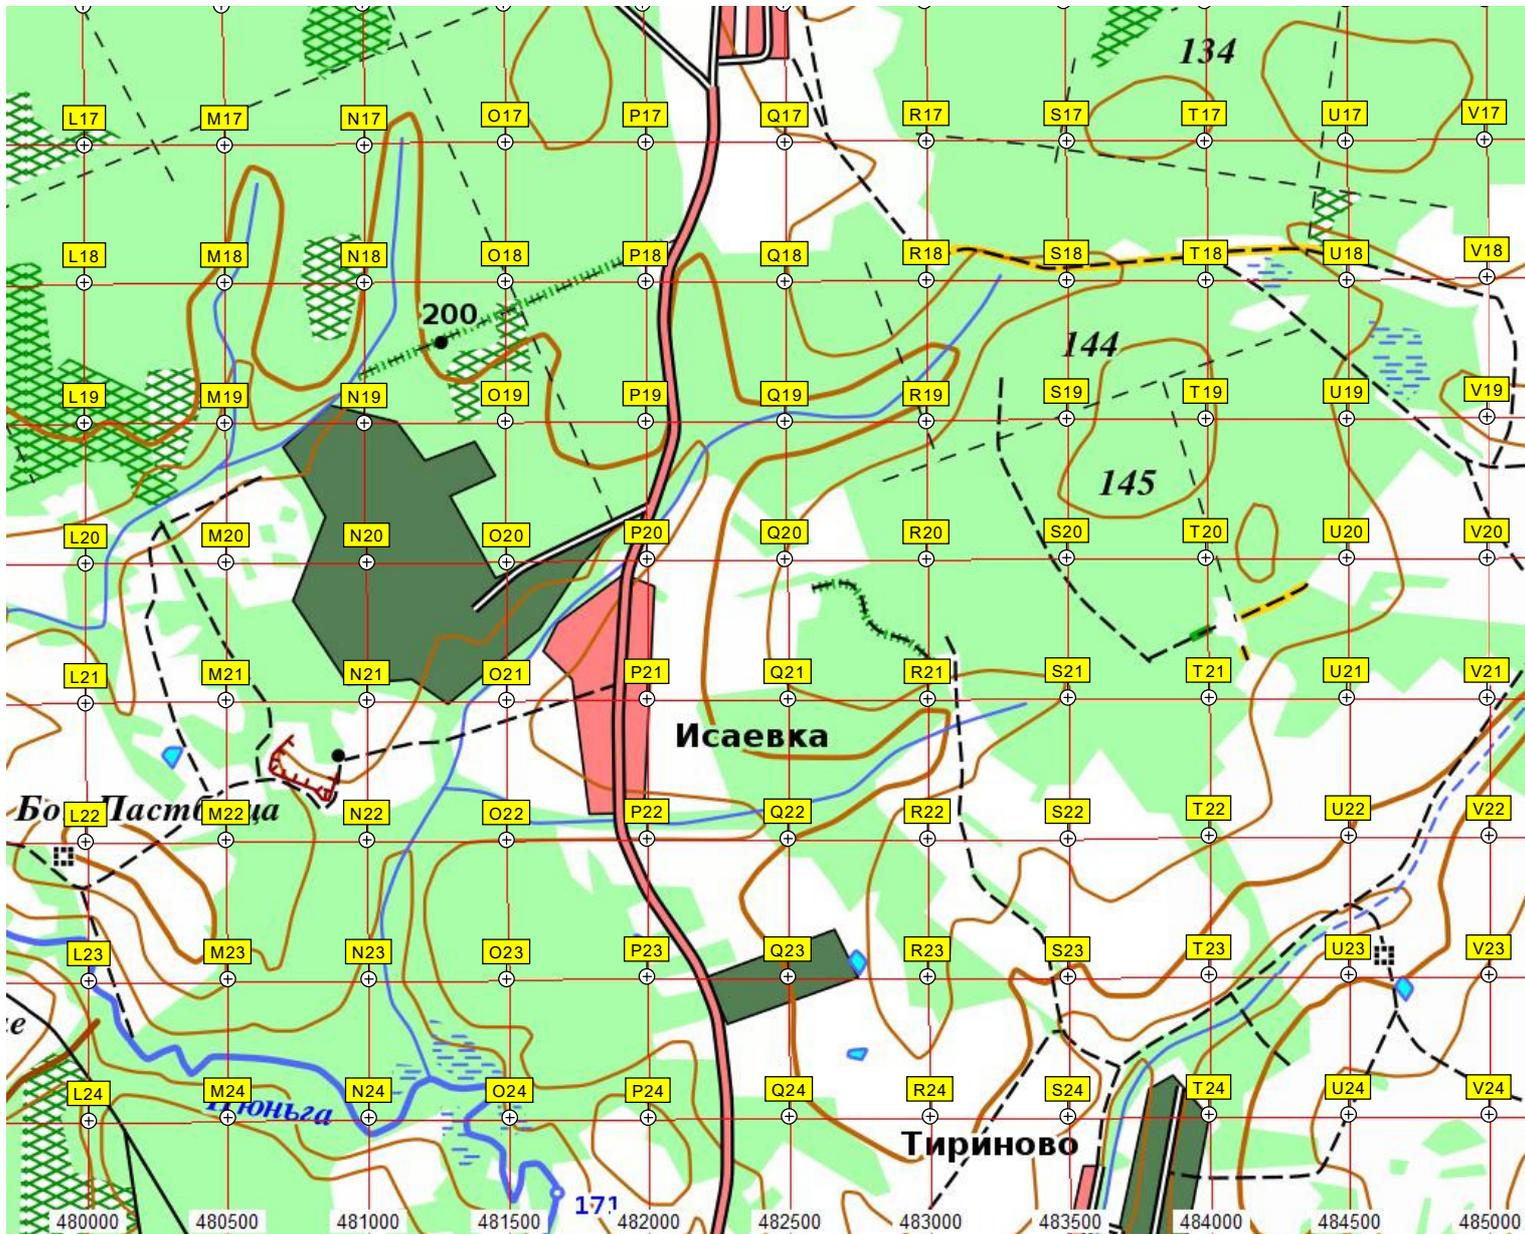 134
L17 M17 N17 O17 P17 Q17 R17 S17 T17 U17 V17
L18 M18 N18 O18 P18 Q18 R18 S18 T18 U18 V18
200
144
L19 M19 N19 O19 P19 Q19 R19 S19 T19 U19 V19
145
L20 M20 N20 O20 P20 Q20 R20 S20 T20 U20 V20
L21 M21 N21 O21 P21 Q21 R21 S21 T21 U21 V21
Исаевка
L22 M22 N22 O22 P22 Q22 R22 S22 T22 U22 V22
L23 M23 N23 O23 P23 Q23 R23 S23 T23 U23 V23
L24 M24 N24 O24 P24 Q24 R24 S24 T24 U24 V24
Тириново
171
480000 480500 481000 481500 482000 482500 483000 483500 484000 484500 485000